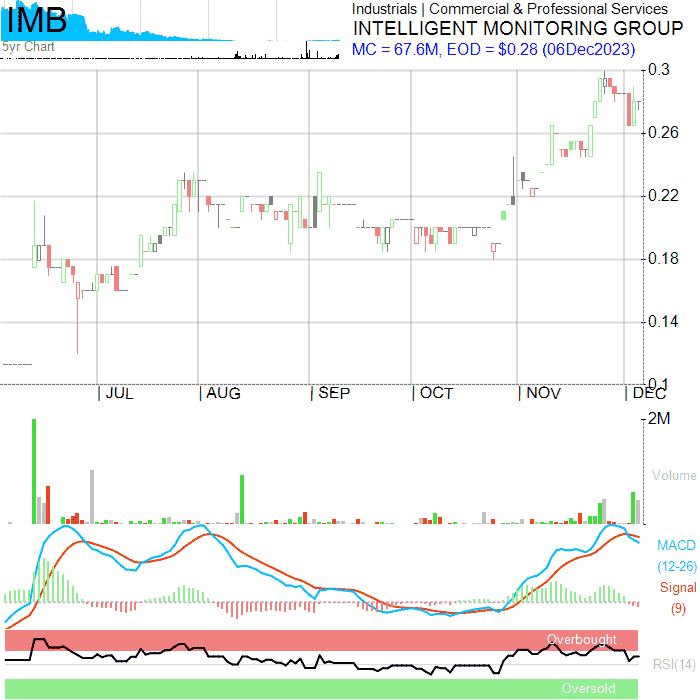 IMB
5yr Chart
Industrials | Commercial & Professional Services
INTELLIGENT MONITORING GROUP
MC = 67.6M, EOD = $0.28 (06Dec2023)
0.3
0.26
0.22
0.18
0.14
0.1
| JUL | AUG | SEP | OCT | NOV | DEC
2M
Volume
MACD
(12-26)
Signal
(9)
Overbought
RSI(14)
Oversold